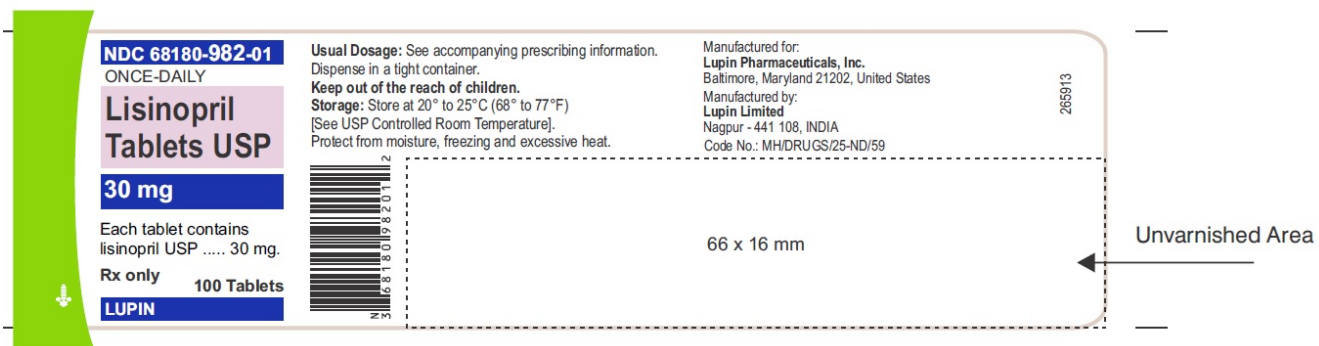 NDC 68180-982-01
ONCE-DAILY
Lisinopril
Tablets USP
30 mg
Each tablet contains
lisinopril USP ..... 30 mg.
Rx only
100 Tablets
LUPIN
Usual Dosage: See accompanying prescribing information.
Dispense in a tight container.
Keep out of the reach of children.
Storage: Store at 20° to 25°C (68° to 77°F)
[See USP Controlled Room Temperature].
Protect from moisture, freezing and excessive heat.
N
3 68180 98201 2
Manufactured for:
Lupin Pharmaceuticals, Inc.
Baltimore, Maryland 21202, United States
Manufactured by:
Lupin Limited
Nagpur - 441 108, INDIA
Code No.: MH/DRUGS/25-ND/59
265913
66 x 16 mm
Unvarnished Area